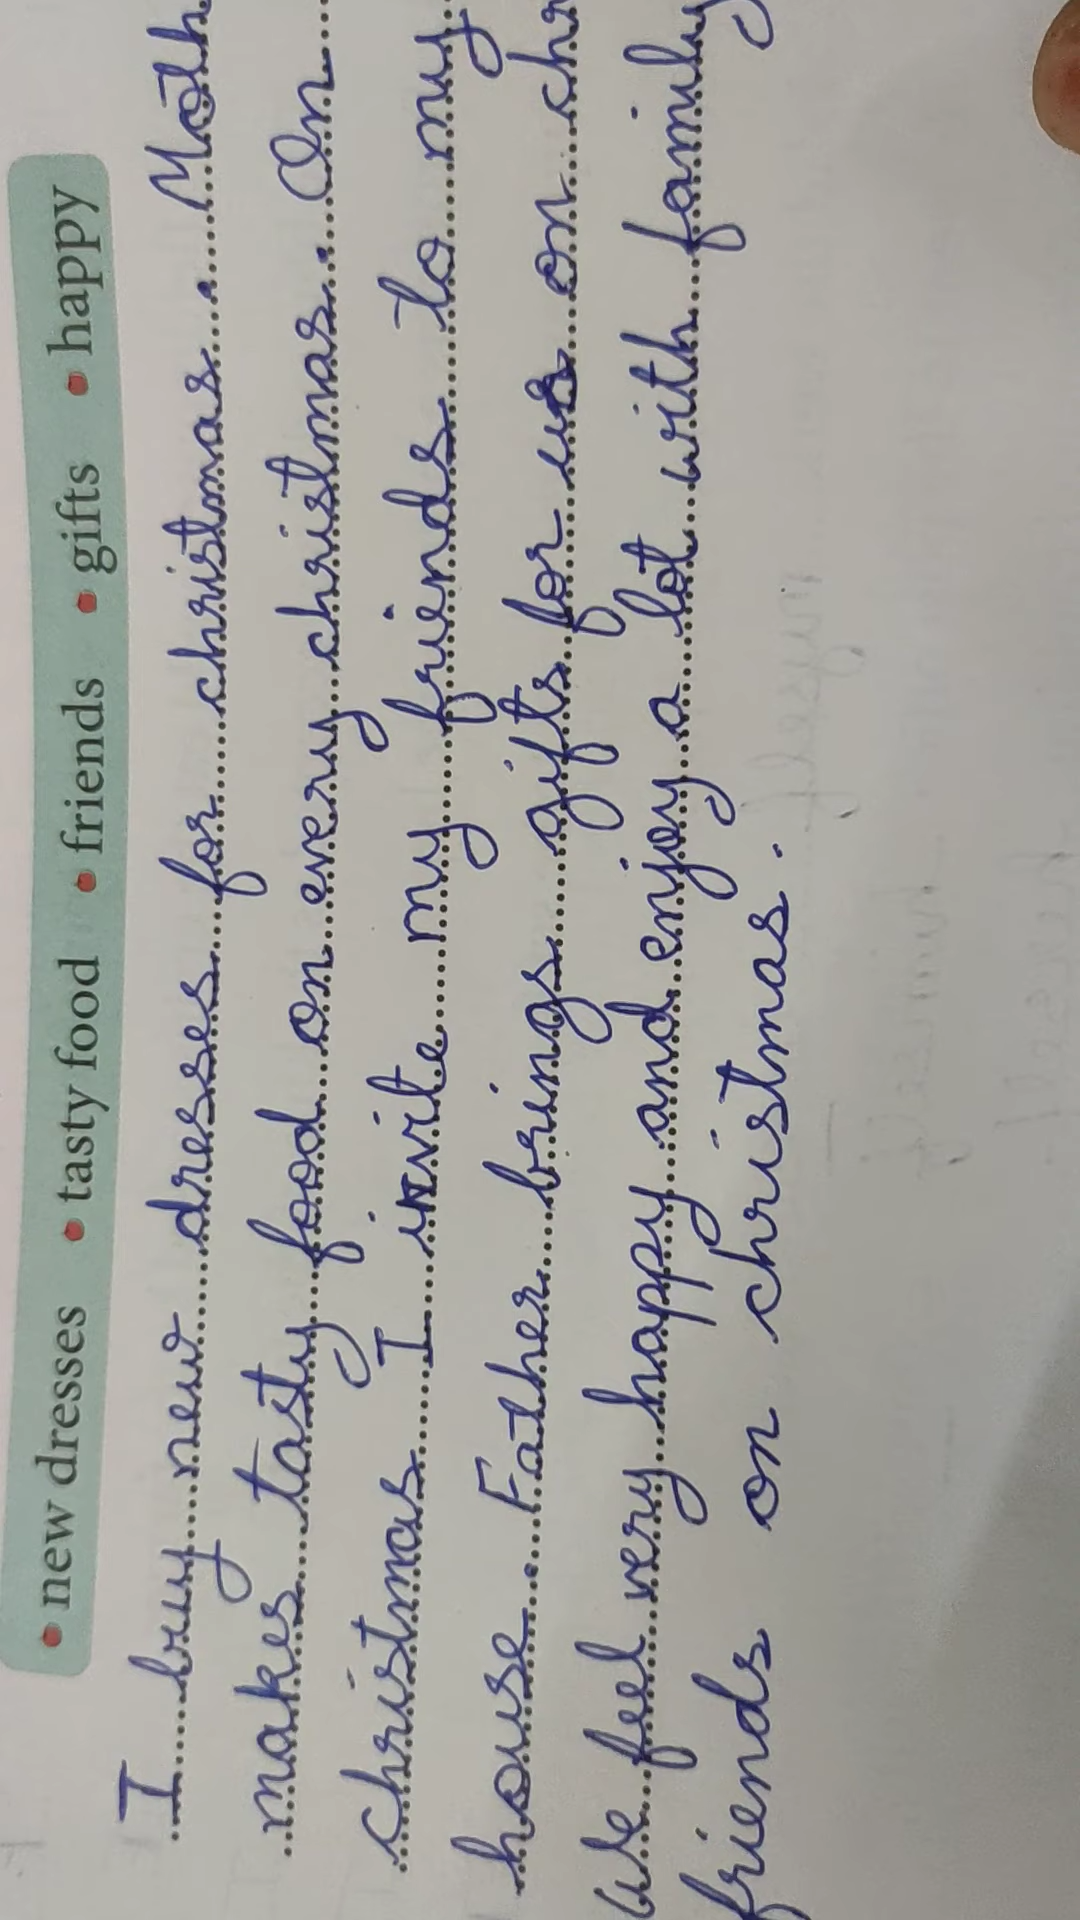 • new dresses • tasty food • friends • gifts • happy
I buy new dresses for christmas. Moth
makes tasty food on every christmas. On
christmas I invite my friends to my
house. Father brings gifts for us on chr
We feel very happy and enjoy a lot with family
friends on christmas.